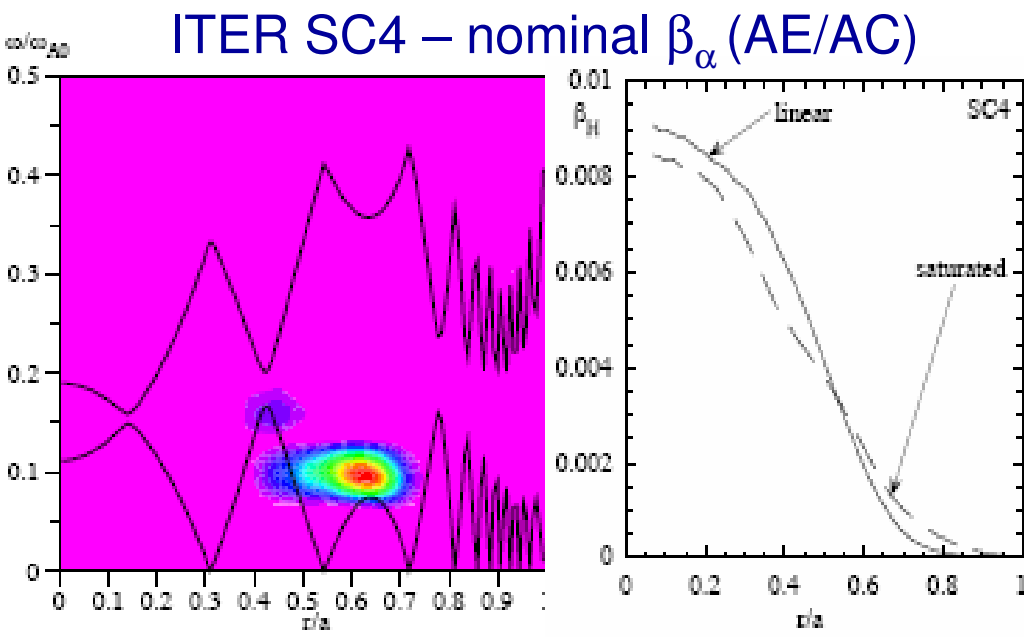 ITER SC4 – nominal βα (AE/AC)
ω/ωA0
0.5
0.4
0.3
0.2
0.1
0
0 0.1 0.2 0.3 0.4 0.5 0.6 0.7 0.8 0.9
r/a
0.01
βH
linear
SC4
0.008
0.006
saturated
0.004
0.002
0
0 0.2 0.4 0.6 0.8 1
r/a